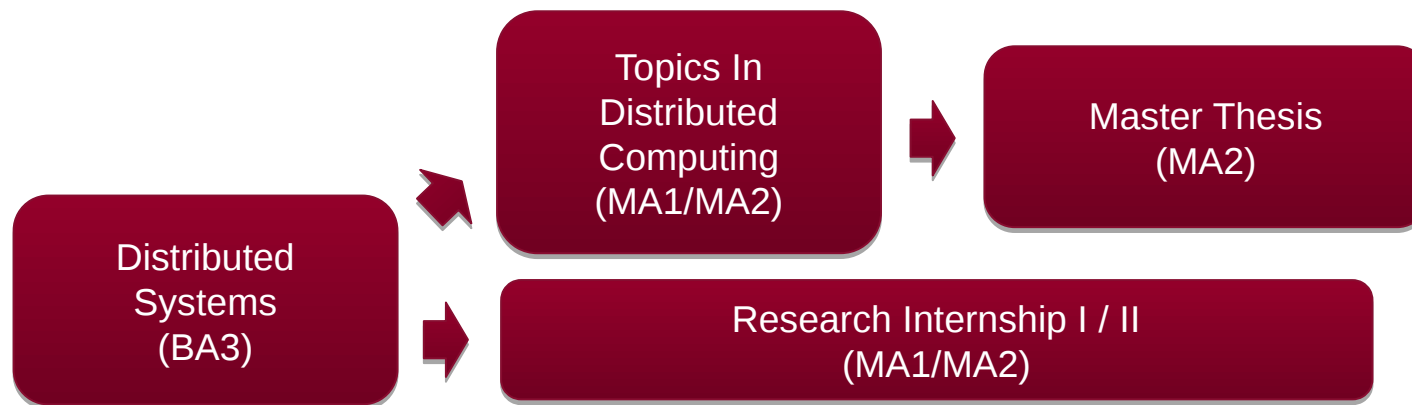 Topics In
Distributed
Computing
(MA1/MA2)
Master Thesis
(MA2)
Distributed
Systems
(BA3)
Research Internship I / II
(MA1/MA2)